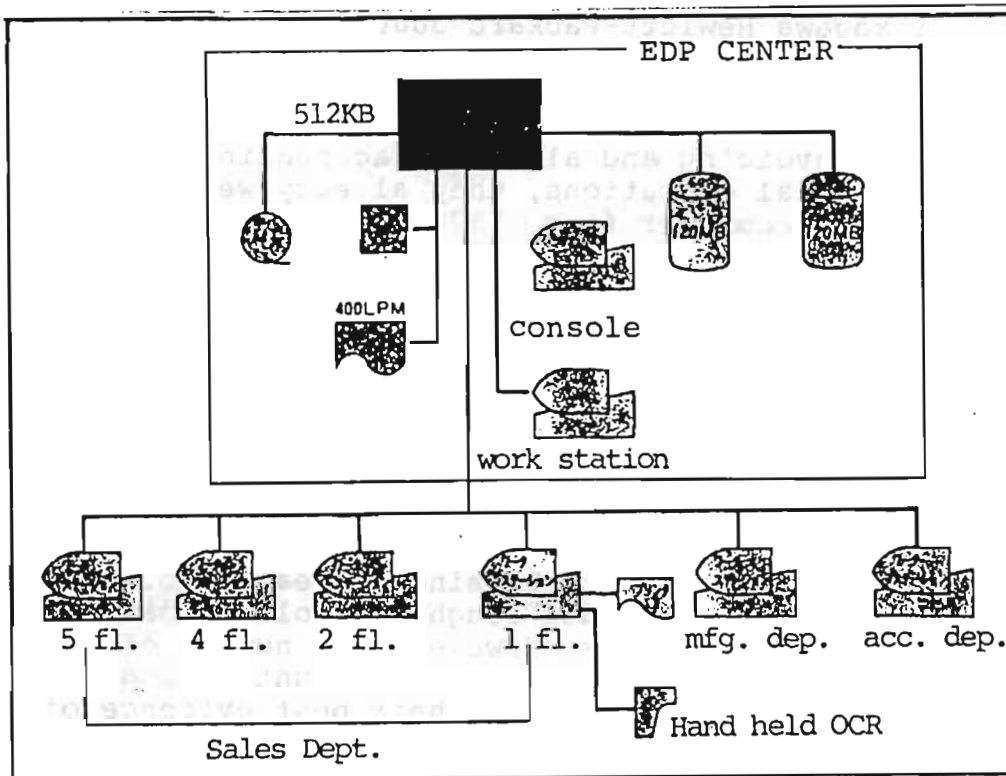 EDP CENTER
512KB
120MB
120MB
400LPM
console
work station
5 fl.
4 fl.
2 fl.
1 fl.
mfg. dep.
acc. dep.
Hand held OCR
Sales Dept.